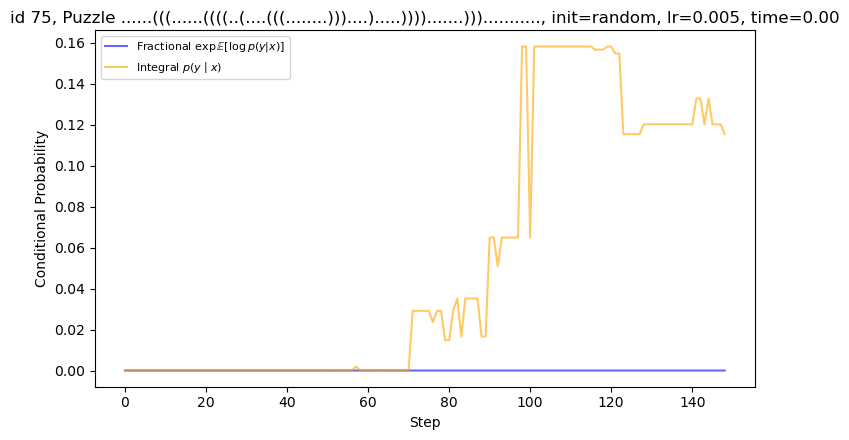 id 75, Puzzle ......(((......((((..(....(((........)))....).....)))).......)))..........., init=random, lr=0.005, time=0.00
Fractional exp𝔼[log p(y|x)]
Integral p(y | x)
Conditional Probability
0.16
0.14
0.12
0.10
0.08
0.06
0.04
0.02
0.00
0 20 40 60 80 100 120 140
Step